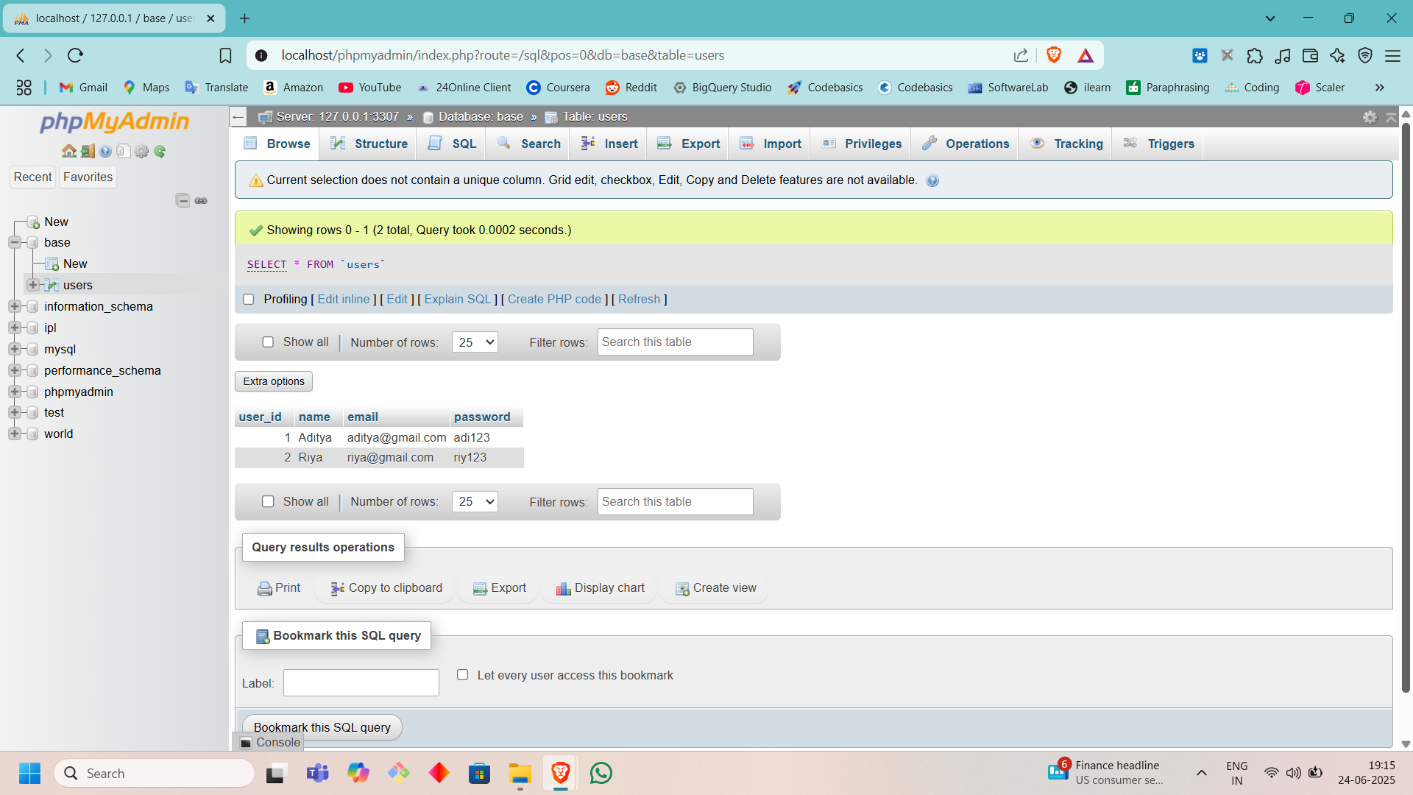 localhost / 127.0.0.1 / base / use
localhost/phpmyadmin/index.php?route=/sql&pos=0&db=base&table=users
Gmail Maps Translate Amazon YouTube 24Online Client Coursera Reddit BigQuery Studio Codebasics Codebasics SoftwareLab ilearn Paraphrasing Coding Scaler »
phpMyAdmin
Recent Favorites
New
base
New
users
information_schema
ipl
mysql
performance_schema
phpmyadmin
test
world
Server: 127.0.0.1:3307 » Database: base » Table: users
Browse Structure SQL Search Insert Export Import Privileges Operations Tracking Triggers
Current selection does not contain a unique column. Grid edit, checkbox, Edit, Copy and Delete features are not available.
Showing rows 0 - 1 (2 total, Query took 0.0002 seconds.)
SELECT * FROM `users`
Profiling [ Edit inline ] [ Edit ] [ Explain SQL ] [ Create PHP code ] [ Refresh ]
Show all | Number of rows: 25 Filter rows: Search this table
Extra options
user_id name email password
1 Aditya aditya@gmail.com adi123
2 Riya riya@gmail.com riy123
Show all | Number of rows: 25 Filter rows: Search this table
Query results operations
Print Copy to clipboard Export Display chart Create view
Bookmark this SQL query
Label: Let every user access this bookmark
Bookmark this SQL query
Console
Search
6
Finance headline
US consumer se...
ENG
IN
19:15
24-06-2025